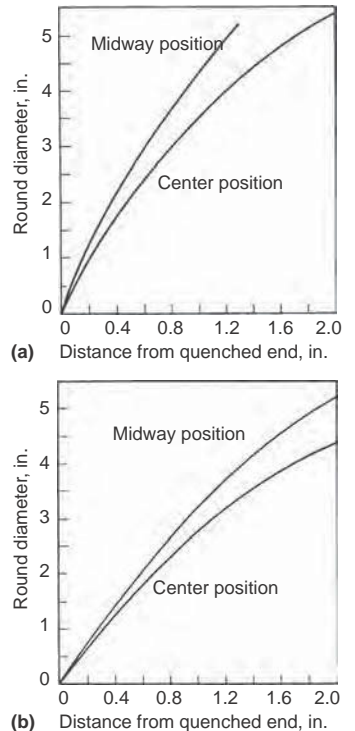 5
Midway position
4
3
Center position
2
1
0
Round diameter, in.
0 0.4 0.8 1.2 1.6 2.0
(a) Distance from quenched end, in.
5
Midway position
4
3
2
Center position
1
0
Round diameter, in.
0 0.4 0.8 1.2 1.6 2.0
(b) Distance from quenched end, in.